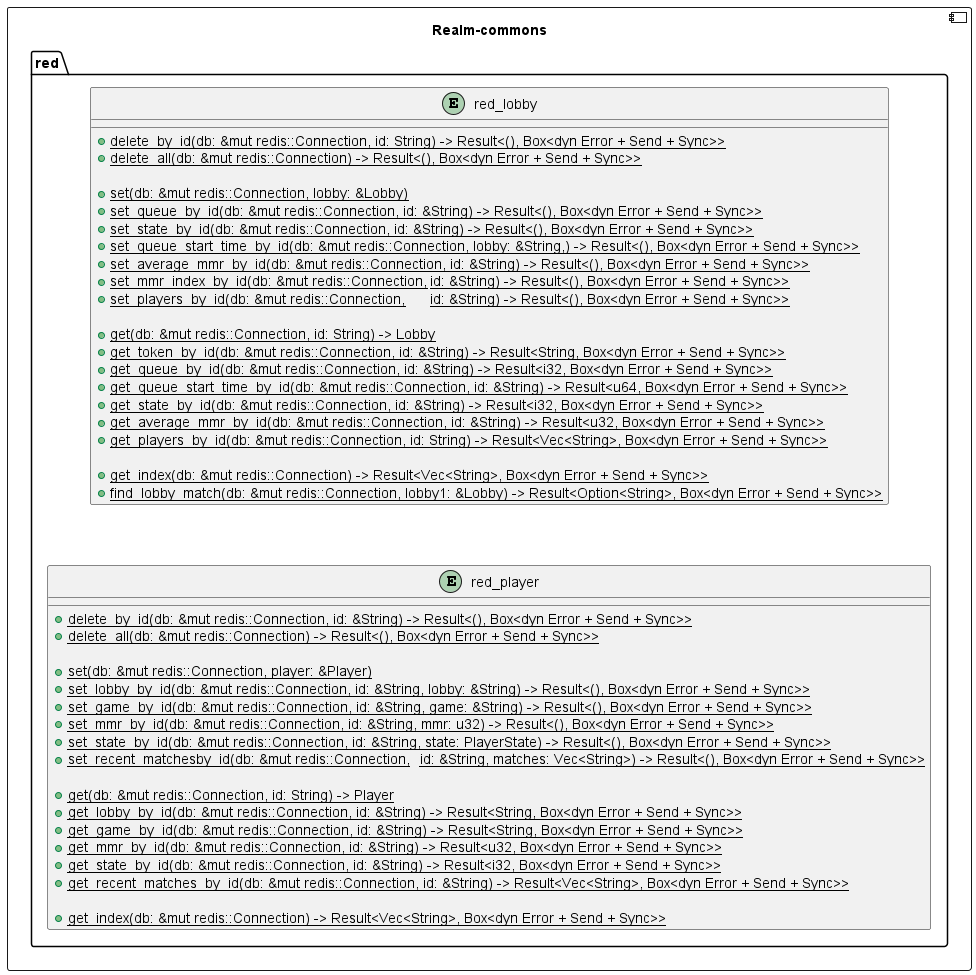 Realm-commons
red
E red_lobby
delete_by_id(db: &mut redis::Connection, id: String) -> Result<(), Box<dyn Error + Send + Sync>>
delete_all(db: &mut redis::Connection) -> Result<(), Box<dyn Error + Send + Sync>>
set(db: &mut redis::Connection, lobby: &Lobby)
set_queue_by_id(db: &mut redis::Connection, id: &String) -> Result<(), Box<dyn Error + Send + Sync>>
set_state_by_id(db: &mut redis::Connection, id: &String) -> Result<(), Box<dyn Error + Send + Sync>>
set_queue_start_time_by_id(db: &mut redis::Connection, lobby: &String,) -> Result<(), Box<dyn Error + Send + Sync>>
set_average_mmr_by_id(db: &mut redis::Connection, id: &String) -> Result<(), Box<dyn Error + Send + Sync>>
set_mmr_index_by_id(db: &mut redis::Connection, id: &String) -> Result<(), Box<dyn Error + Send + Sync>>
set_players_by_id(db: &mut redis::Connection, id: &String) -> Result<(), Box<dyn Error + Send + Sync>>
get(db: &mut redis::Connection, id: String) -> Lobby
get_token_by_id(db: &mut redis::Connection, id: &String) -> Result<String, Box<dyn Error + Send + Sync>>
get_queue_by_id(db: &mut redis::Connection, id: &String) -> Result<i32, Box<dyn Error + Send + Sync>>
get_queue_start_time_by_id(db: &mut redis::Connection, id: &String) -> Result<u64, Box<dyn Error + Send + Sync>>
get_state_by_id(db: &mut redis::Connection, id: &String) -> Result<i32, Box<dyn Error + Send + Sync>>
get_average_mmr_by_id(db: &mut redis::Connection, id: &String) -> Result<u32, Box<dyn Error + Send + Sync>>
get_players_by_id(db: &mut redis::Connection, id: String) -> Result<Vec<String>, Box<dyn Error + Send + Sync>>
get_index(db: &mut redis::Connection) -> Result<Vec<String>, Box<dyn Error + Send + Sync>>
find_lobby_match(db: &mut redis::Connection, lobby1: &Lobby) -> Result<Option<String>, Box<dyn Error + Send + Sync>>
E red_player
delete_by_id(db: &mut redis::Connection, id: &String) -> Result<(), Box<dyn Error + Send + Sync>>
delete_all(db: &mut redis::Connection) -> Result<(), Box<dyn Error + Send + Sync>>
set(db: &mut redis::Connection, player: &Player)
set_lobby_by_id(db: &mut redis::Connection, id: &String, lobby: &String) -> Result<(), Box<dyn Error + Send + Sync>>
set_game_by_id(db: &mut redis::Connection, id: &String, game: &String) -> Result<(), Box<dyn Error + Send + Sync>>
set_mmr_by_id(db: &mut redis::Connection, id: &String, mmr: u32) -> Result<(), Box<dyn Error + Send + Sync>>
set_state_by_id(db: &mut redis::Connection, id: &String, state: PlayerState) -> Result<(), Box<dyn Error + Send + Sync>>
set_recent_matchesby_id(db: &mut redis::Connection, id: &String, matches: Vec<String>) -> Result<(), Box<dyn Error + Send + Sync>>
get(db: &mut redis::Connection, id: String) -> Player
get_lobby_by_id(db: &mut redis::Connection, id: &String) -> Result<String, Box<dyn Error + Send + Sync>>
get_game_by_id(db: &mut redis::Connection, id: &String) -> Result<String, Box<dyn Error + Send + Sync>>
get_mmr_by_id(db: &mut redis::Connection, id: &String) -> Result<u32, Box<dyn Error + Send + Sync>>
get_state_by_id(db: &mut redis::Connection, id: &String) -> Result<i32, Box<dyn Error + Send + Sync>>
get_recent_matches_by_id(db: &mut redis::Connection, id: &String) -> Result<Vec<String>, Box<dyn Error + Send + Sync>>
get_index(db: &mut redis::Connection) -> Result<Vec<String>, Box<dyn Error + Send + Sync>>